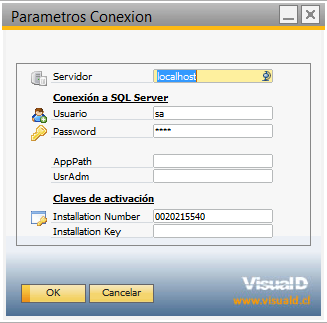 Parametros Conexion
Servidor localhost
Conexión a SQL Server
Usuario sa
Password ****
AppPath
UsrAdm
Claves de activación
Installation Number 0020215540
Installation Key
OK Cancelar
VisualD
www.visuald.cl